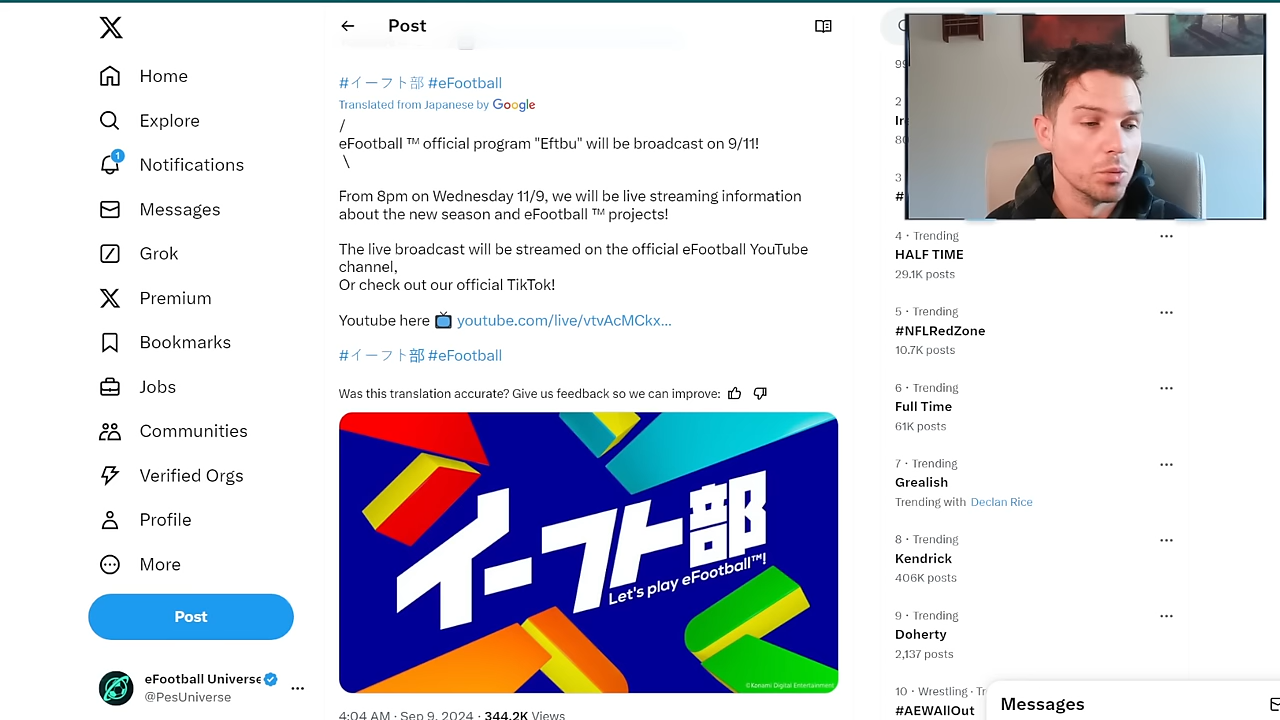 Post
Home
Explore
1
Notifications
Messages
Grok
Premium
Bookmarks
Jobs
Communities
Verified Orgs
Profile
More
Post
eFootball Universe
@PesUniverse
#イーフト部 #eFootball
Translated from Japanese by Google
/
eFootball ™ official program "Eftbu" will be broadcast on 9/11!
\
From 8pm on Wednesday 11/9, we will be live streaming information
about the new season and eFootball ™ projects!
The live broadcast will be streamed on the official eFootball YouTube
channel,
Or check out our official TikTok!
Youtube here 📺 youtube.com/live/vtvAcMCkx…
#イーフト部 #eFootball
Was this translation accurate? Give us feedback so we can improve:
イーフト部
Let's play eFootball™!
©Konami Digital Entertainment
4:04 AM · Sep 9, 2024 · 344.2K Views
99
2
80
3
#
4 · Trending
HALF TIME
29.1K posts
5 · Trending
#NFLRedZone
10.7K posts
6 · Trending
Full Time
61K posts
7 · Trending
Grealish
Trending with Declan Rice
8 · Trending
Kendrick
406K posts
9 · Trending
Doherty
2,137 posts
10 · Wrestling · Tr
#AEWAllOut
Messages